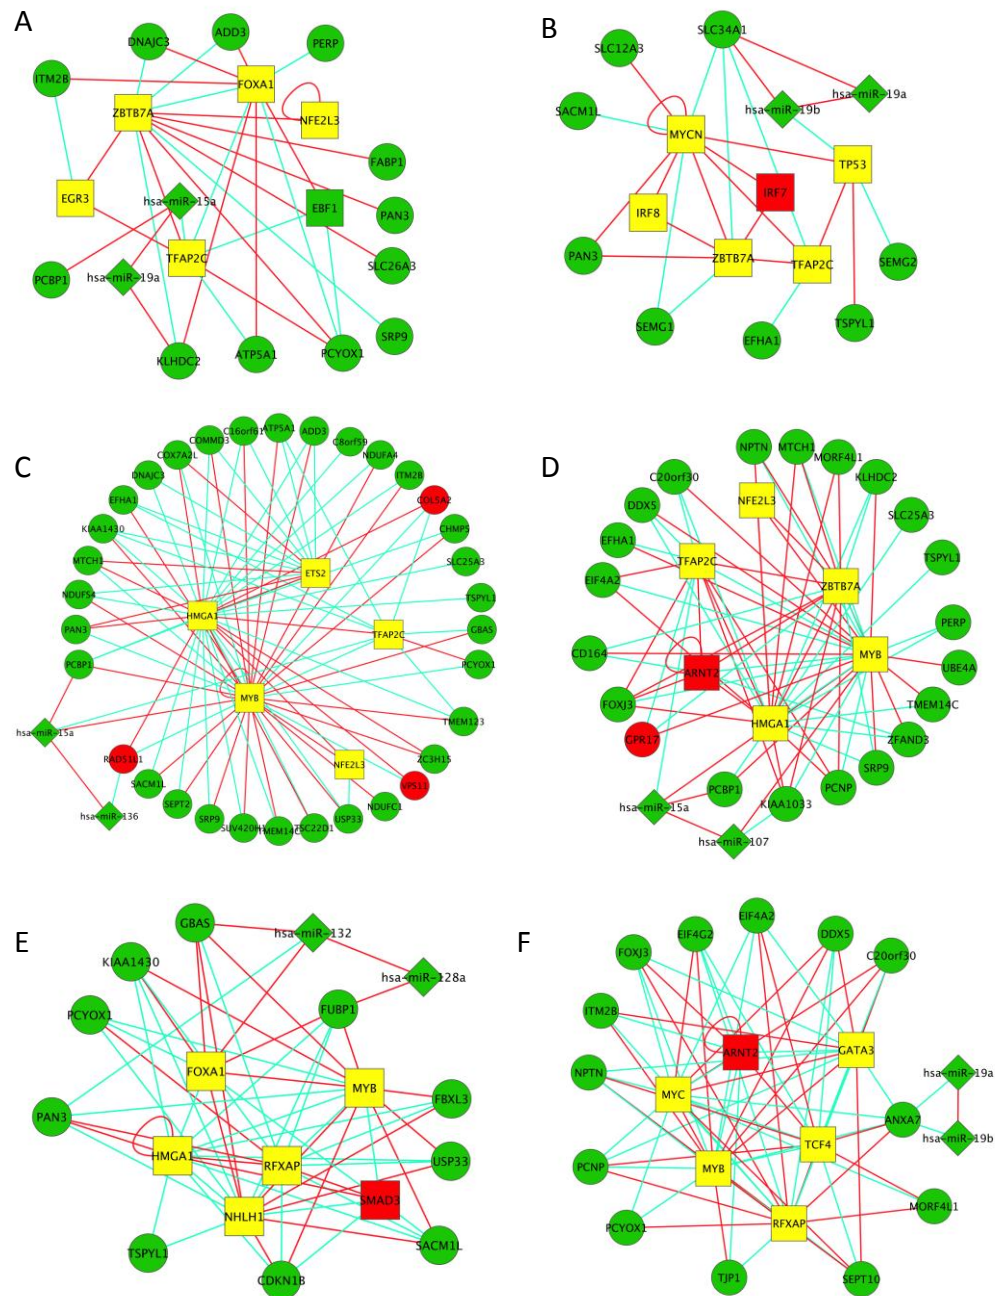 A
DNAJC3
ADD3
PERP
ITM2B
FOXA1
ZBTB7A
NFE2L3
FABP1
EGR3
hsa-miR-15a
EBF1
PAN3
TFAP2C
SLC26A3
PCBP1
hsa-miR-19a
SRP9
KLHDC2
ATP5A1
PCYOX1
B
SLC12A3
SLC34A1
hsa-miR-19a
SACM1L
hsa-miR-19b
MYCN
TP53
IRF7
IRF8
PAN3
ZBTB7A
TFAP2C
SEMG2
SEMG1
EFHA1
TSPYL1
C
C16orf61
ATP5A1
ADD3
COMMD3
C8orf59
COX7A2L
NDUFA4
DNAJC3
ITM2B
EFHA1
COL5A2
KIAA1430
CHMP5
MTCH1
SLC25A3
ETS2
NDUFS4
TSPYL1
HMGA1
PAN3
TFAP2C
GBAS
PCBP1
PCYOX1
MYB
TMEM123
hsa-miR-15a
RAD51L1
NFE2L3
ZC3H15
SACM1L
VPS11
SEPT2
NDUFC1
hsa-miR-136
SRP9
SUV420H1
TMEM14C
TSC22D1
USP33
D
NPTN
MTCH1
MORF4L1
C20orf30
KLHDC2
DDX5
NFE2L3
SLC25A3
EFHA1
TFAP2C
TSPYL1
EIF4A2
ZBTB7A
PERP
CD164
MYB
UBE4A
ARNT2
FOXJ3
TMEM14C
HMGA1
GPR17
ZFAND3
SRP9
PCBP1
PCNP
hsa-miR-15a
KIAA1033
hsa-miR-107
E
GBAS
hsa-miR-132
KIAA1430
hsa-miR-128a
PCYOX1
FUBP1
FOXA1
MYB
FBXL3
PAN3
HMGA1
RFXAP
USP33
SMAD3
NHLH1
TSPYL1
SACM1L
CDKN1B
F
EIF4A2
EIF4G2
DDX5
FOXJ3
C20orf30
ITM2B
ARNT2
GATA3
NPTN
hsa-miR-19a
MYC
ANXA7
TCF4
hsa-miR-19b
PCNP
MYB
MORF4L1
PCYOX1
RFXAP
TJP1
SEPT10